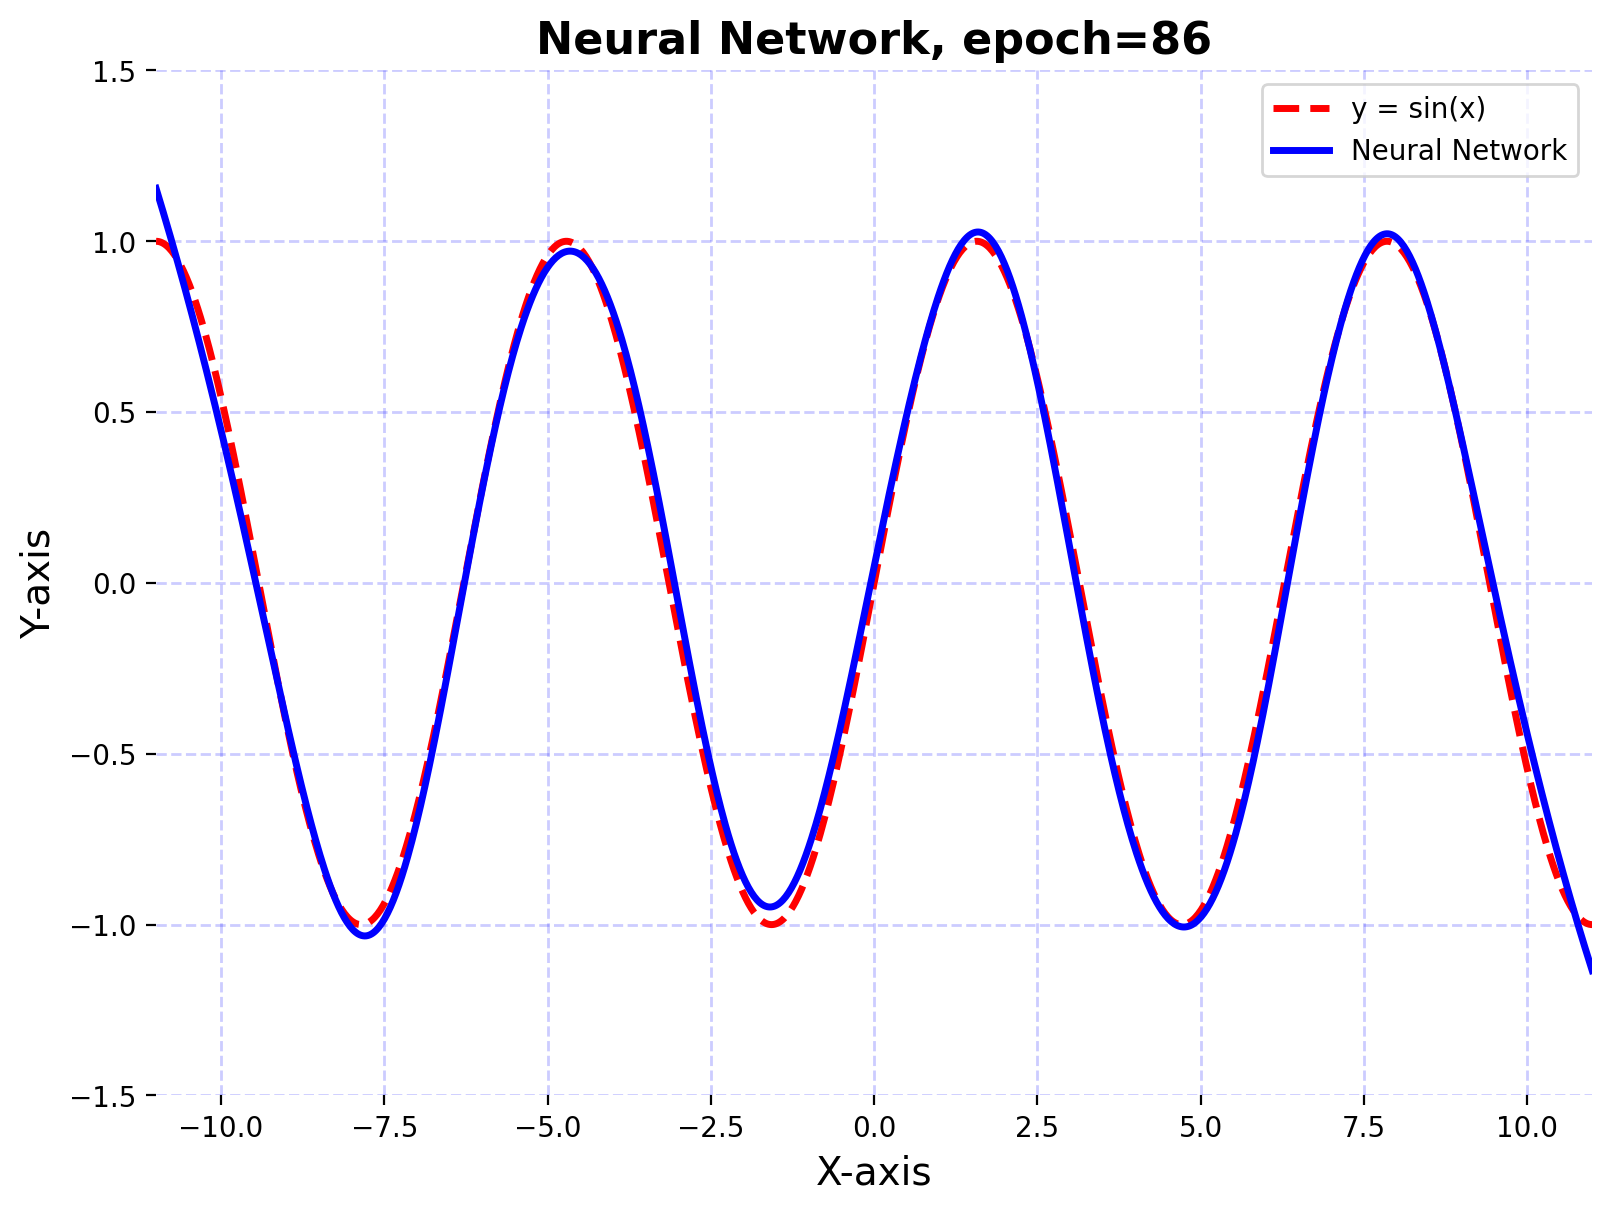 Neural Network, epoch=86
y = sin(x)
Neural Network
1.5
1.0
0.5
0.0
−0.5
−1.0
−1.5
Y-axis
−10.0 −7.5 −5.0 −2.5 0.0 2.5 5.0 7.5 10.0
X-axis